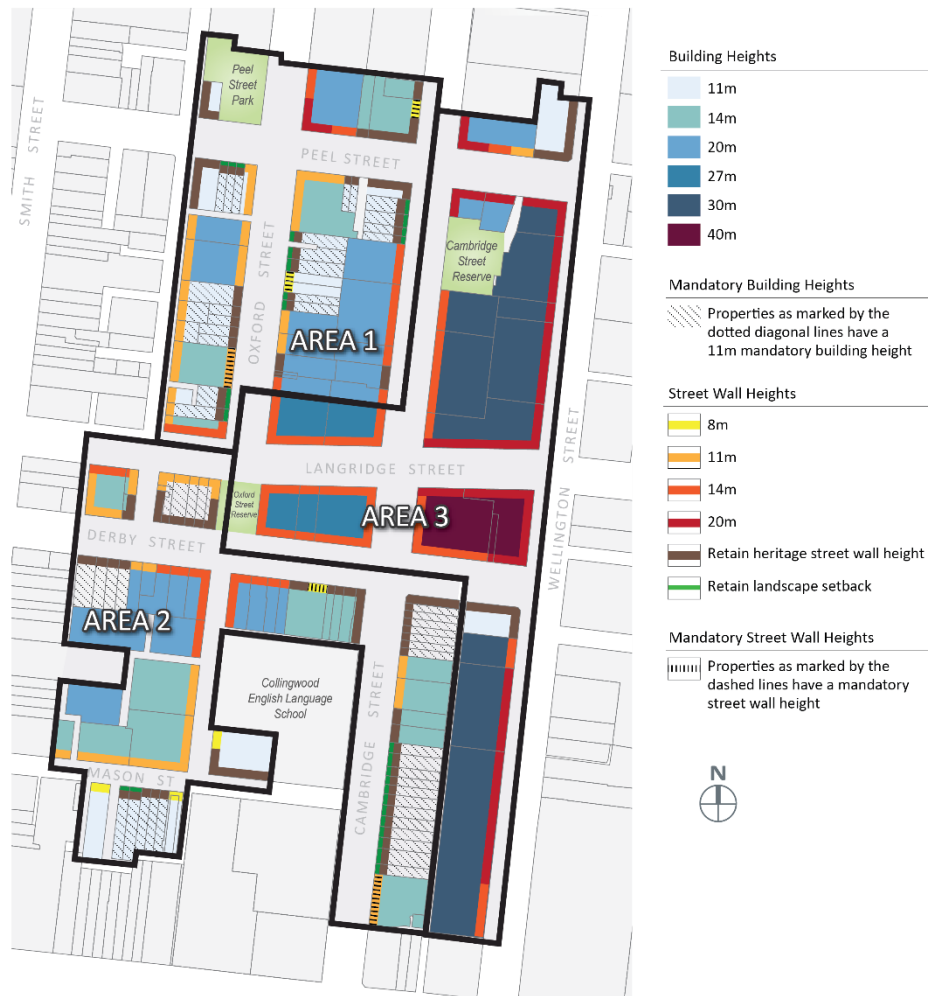 Peel
Street
Park
SMITH STREET
PEEL STREET
OXFORD STREET
Cambridge
Street
Reserve
AREA 1
LANGRIDGE STREET
WELLINGTON STREET
Oxford
Street
Reserve
AREA 3
DERBY STREET
AREA 2
Collingwood
English Language
School
CAMBRIDGE STREET
MASON ST
Building Heights
11m
14m
20m
27m
30m
40m
Mandatory Building Heights
Properties as marked by the
dotted diagonal lines have a
11m mandatory building height
Street Wall Heights
8m
11m
14m
20m
Retain heritage street wall height
Retain landscape setback
Mandatory Street Wall Heights
Properties as marked by the
dashed lines have a mandatory
street wall height
N